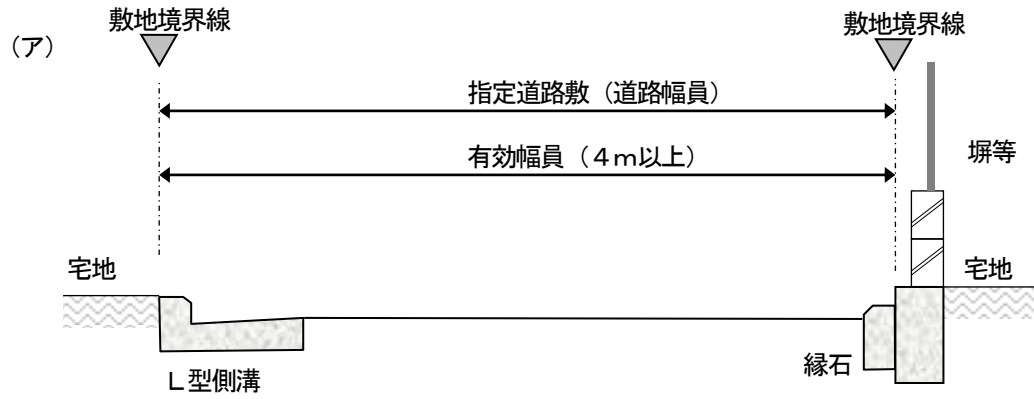 敷地境界線
敷地境界線
（ア）
指定道路敷（道路幅員）
有効幅員（４ｍ以上）
塀等
宅地
宅地
Ｌ型側溝
縁石